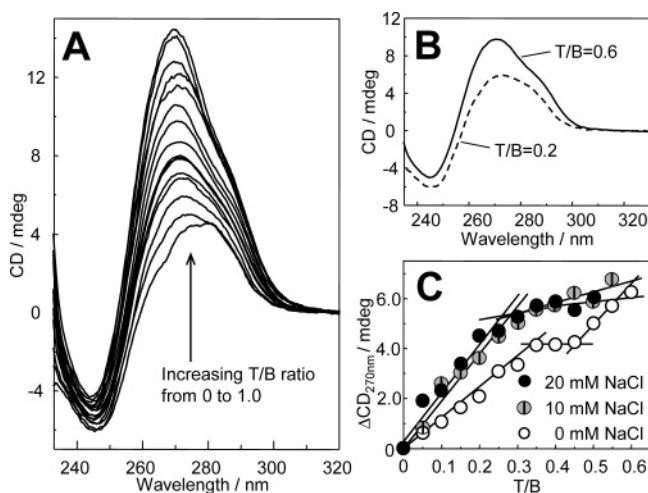 A
CD / mdeg
12
8
4
0
-4
Increasing T/B ratio
from 0 to 1.0
240 260 280 300 320
Wavelength / nm
B
CD / mdeg
12
8
4
0
-4
-8
T/B=0.6
T/B=0.2
240 260 280 300 320
Wavelength / nm
C
ΔCD270nm / mdeg
6.0
4.0
2.0
0
20 mM NaCl
10 mM NaCl
0 mM NaCl
0 0.1 0.2 0.3 0.4 0.5 0.6
T/B